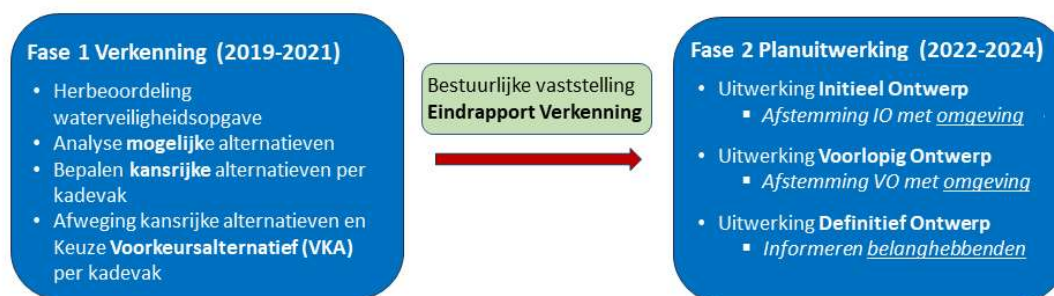 Fase 1 Verkenning (2019-2021)
• Herbeoordeling
waterveiligheidsopgave
• Analyse mogelijke alternatieven
• Bepalen kansrijke alternatieven per
kadevak
• Afweging kansrijke alternatieven en
Keuze Voorkeursalternatief (VKA)
per kadevak
Bestuurlijke vaststelling
Eindrapport Verkenning
Fase 2 Planuitwerking (2022-2024)
• Uitwerking Initieel Ontwerp
▪ Afstemming IO met omgeving
• Uitwerking Voorlopig Ontwerp
▪ Afstemming VO met omgeving
• Uitwerking Definitief Ontwerp
▪ Informeren belanghebbenden